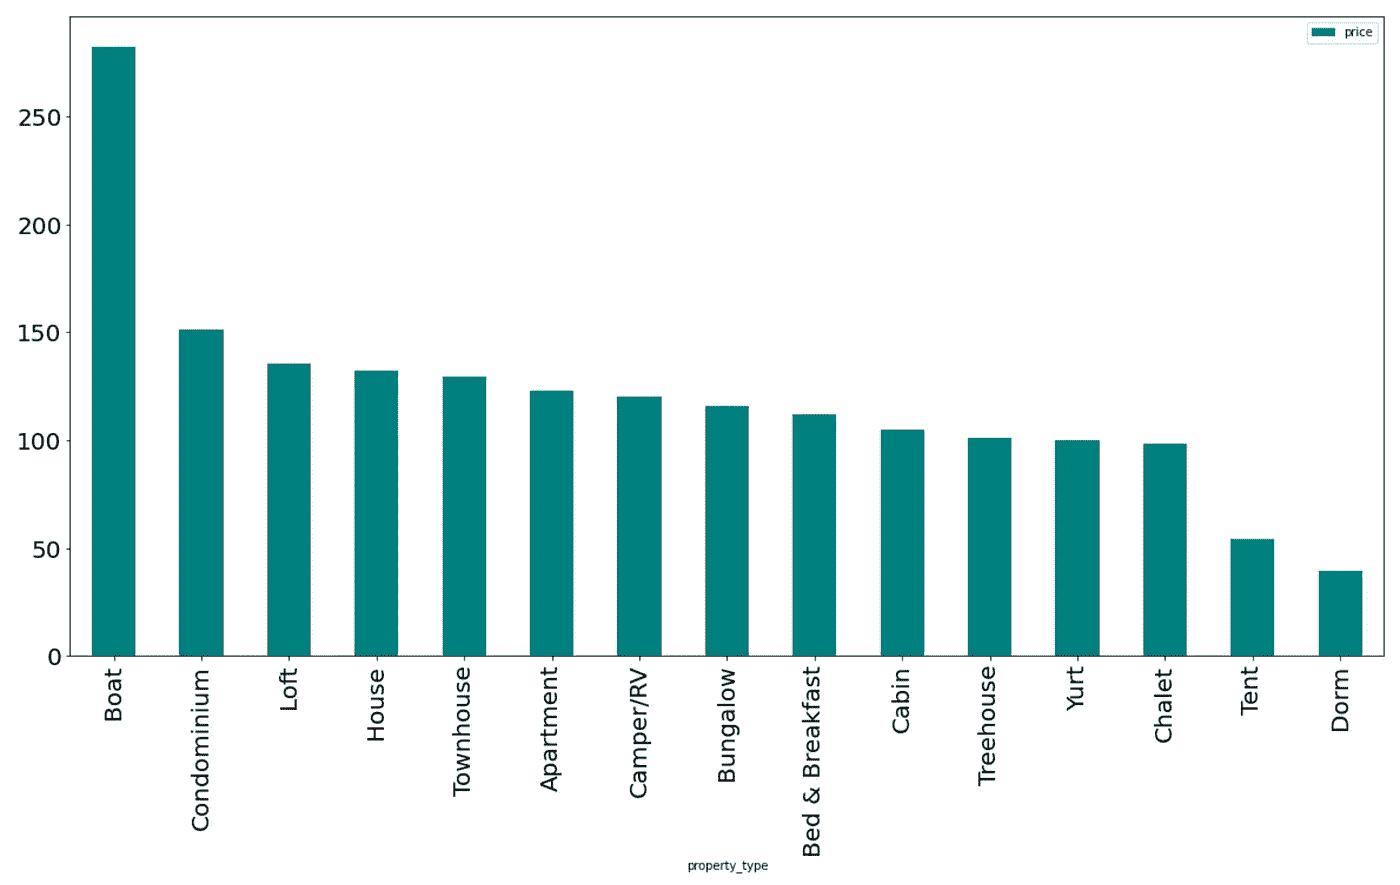 price
250
200
150
100
50
0
Boat
Condominium
Loft
House
Townhouse
Apartment
Camper/RV
Bungalow
Bed & Breakfast
Cabin
Treehouse
Yurt
Chalet
Tent
Dorm
property_type